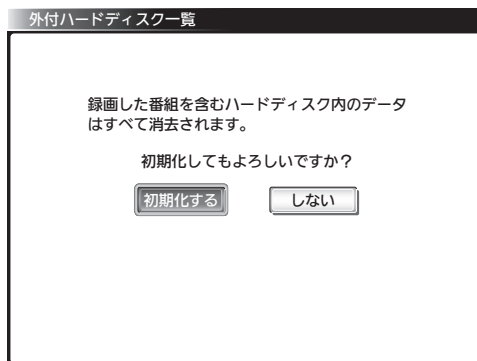 外付ハードディスク一覧
録画した番組を含むハードディスク内のデータ
はすべて消去されます。
初期化してもよろしいですか？
初期化する
しない